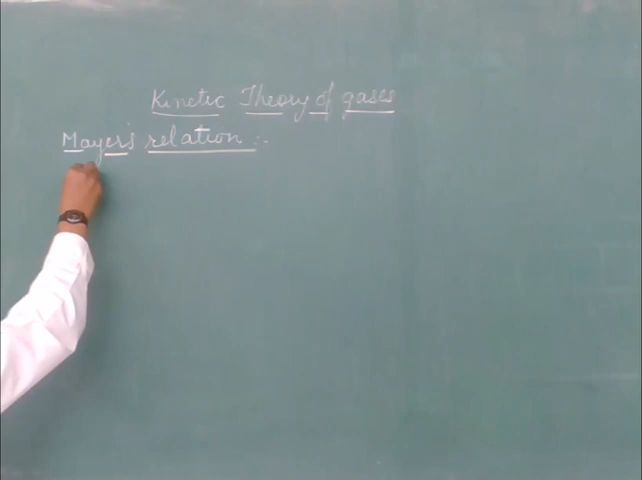 Kinetic Theory of gases
Mayer's relation :-